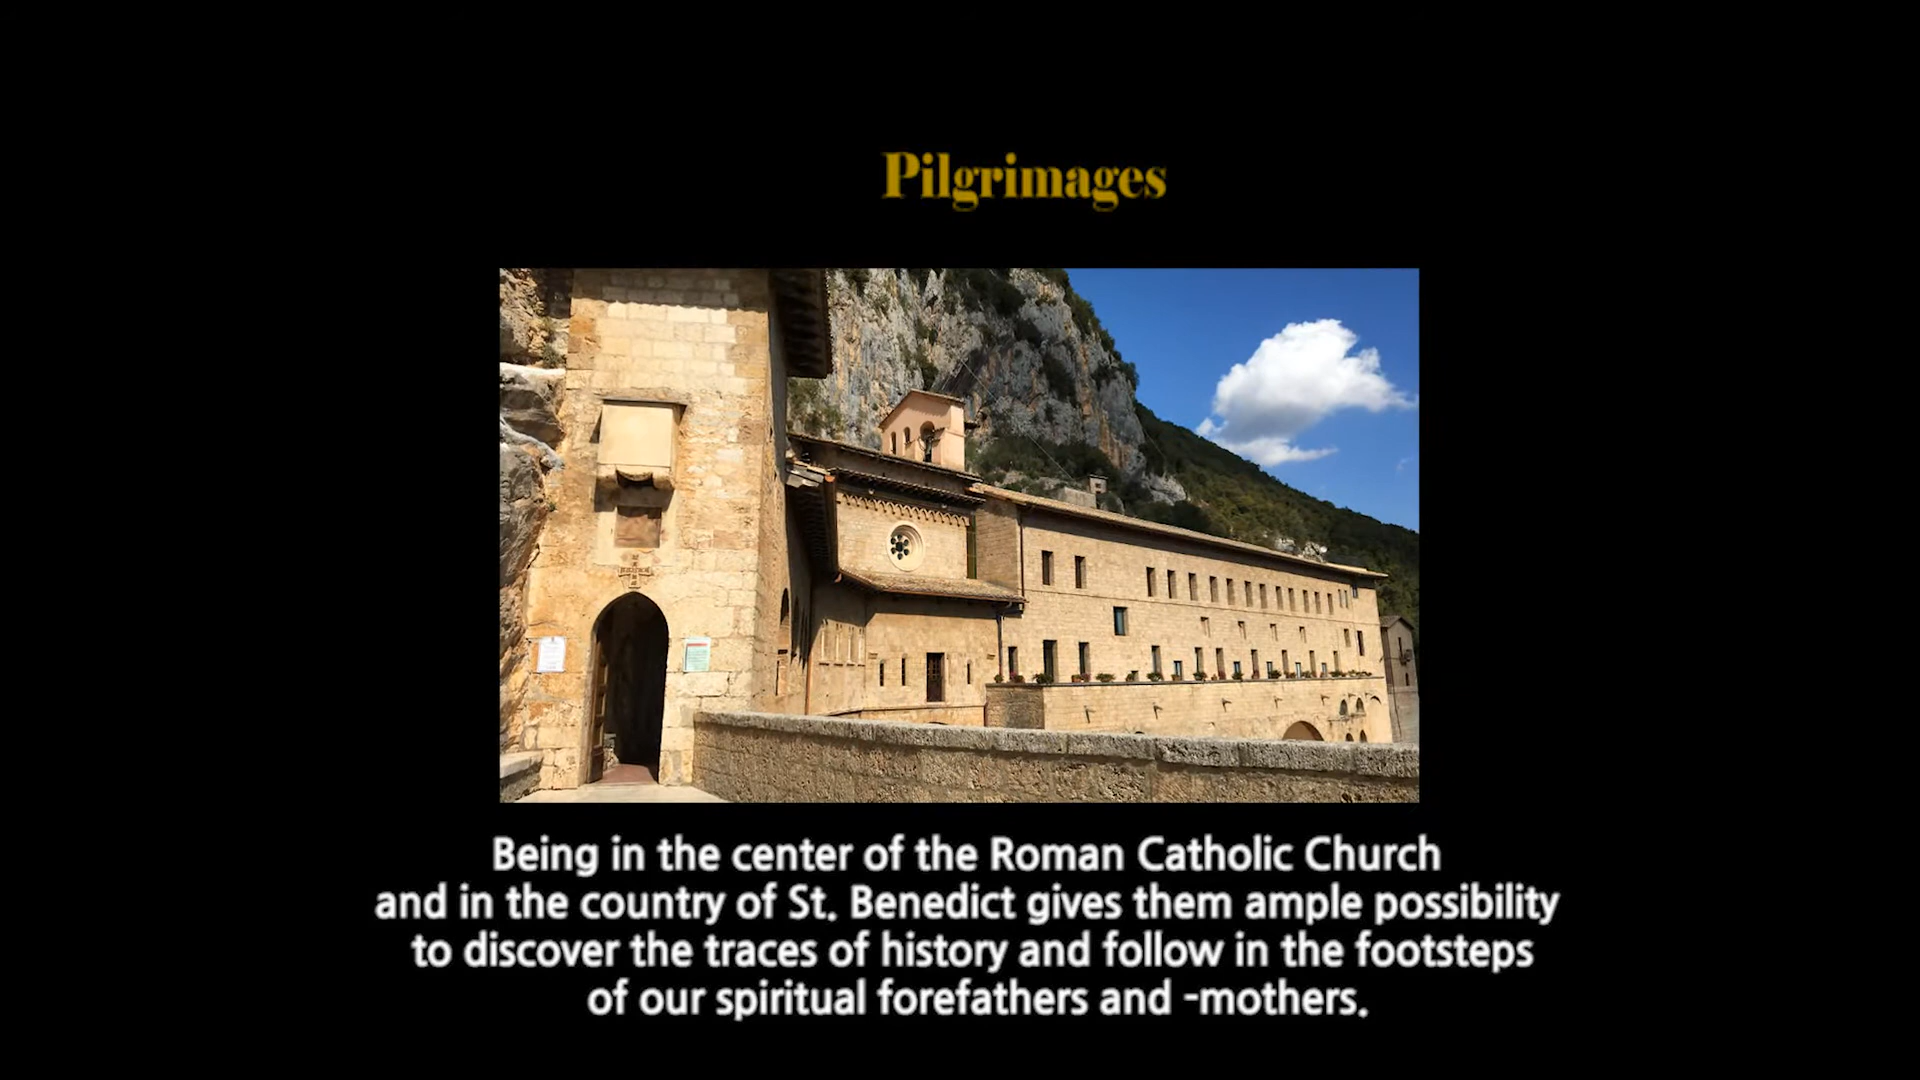 Pilgrimages
Being in the center of the Roman Catholic Church
and in the country of St. Benedict gives them ample possibility
to discover the traces of history and follow in the footsteps
of our spiritual forefathers and -mothers.